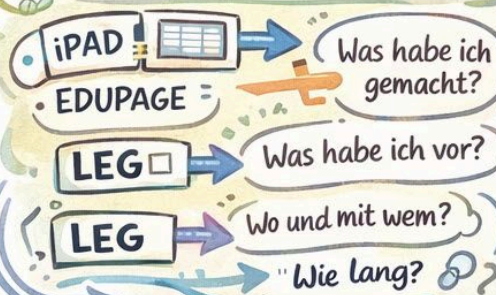 iPAD
Was habe ich
gemacht?
EDUPAGE
LEG
Was habe ich vor?
LEG
Wo und mit wem?
"Wie lang?